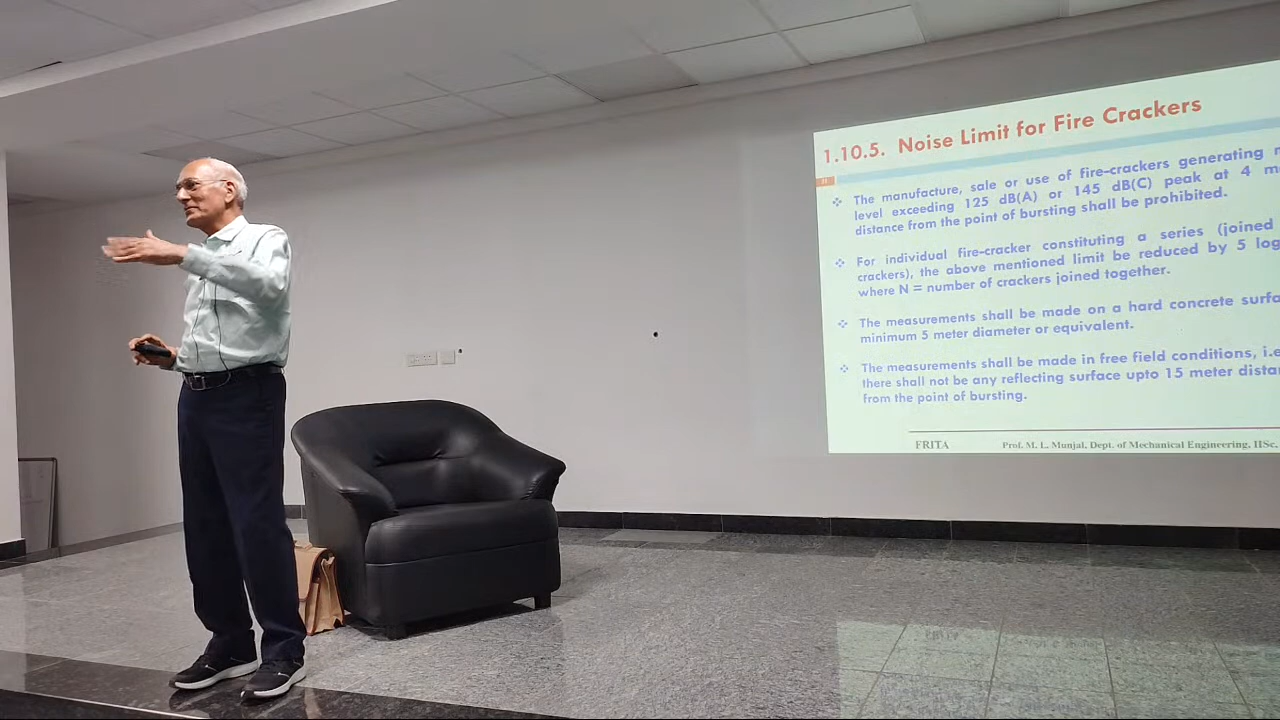 1.10.5. Noise Limit for Fire Crackers
The manufacture, sale or use of fire-crackers generating
level exceeding 125 dB(A) or 145 dB(C) peak at 4
distance from the point of bursting shall be prohibited.
For individual fire-cracker constituting a series (joined
crackers), the above mentioned limit be reduced by 5
where N = number of crackers joined together.
The measurements shall be made on a hard concrete
minimum 5 meter diameter or equivalent.
The measurements shall be made in free field conditions, i.e
there shall not be any reflecting surface upto 15 meter
from the point of bursting.
FRITA Prof. M. L. Munjal, Dept. of Mechanical Engineering, IISc,